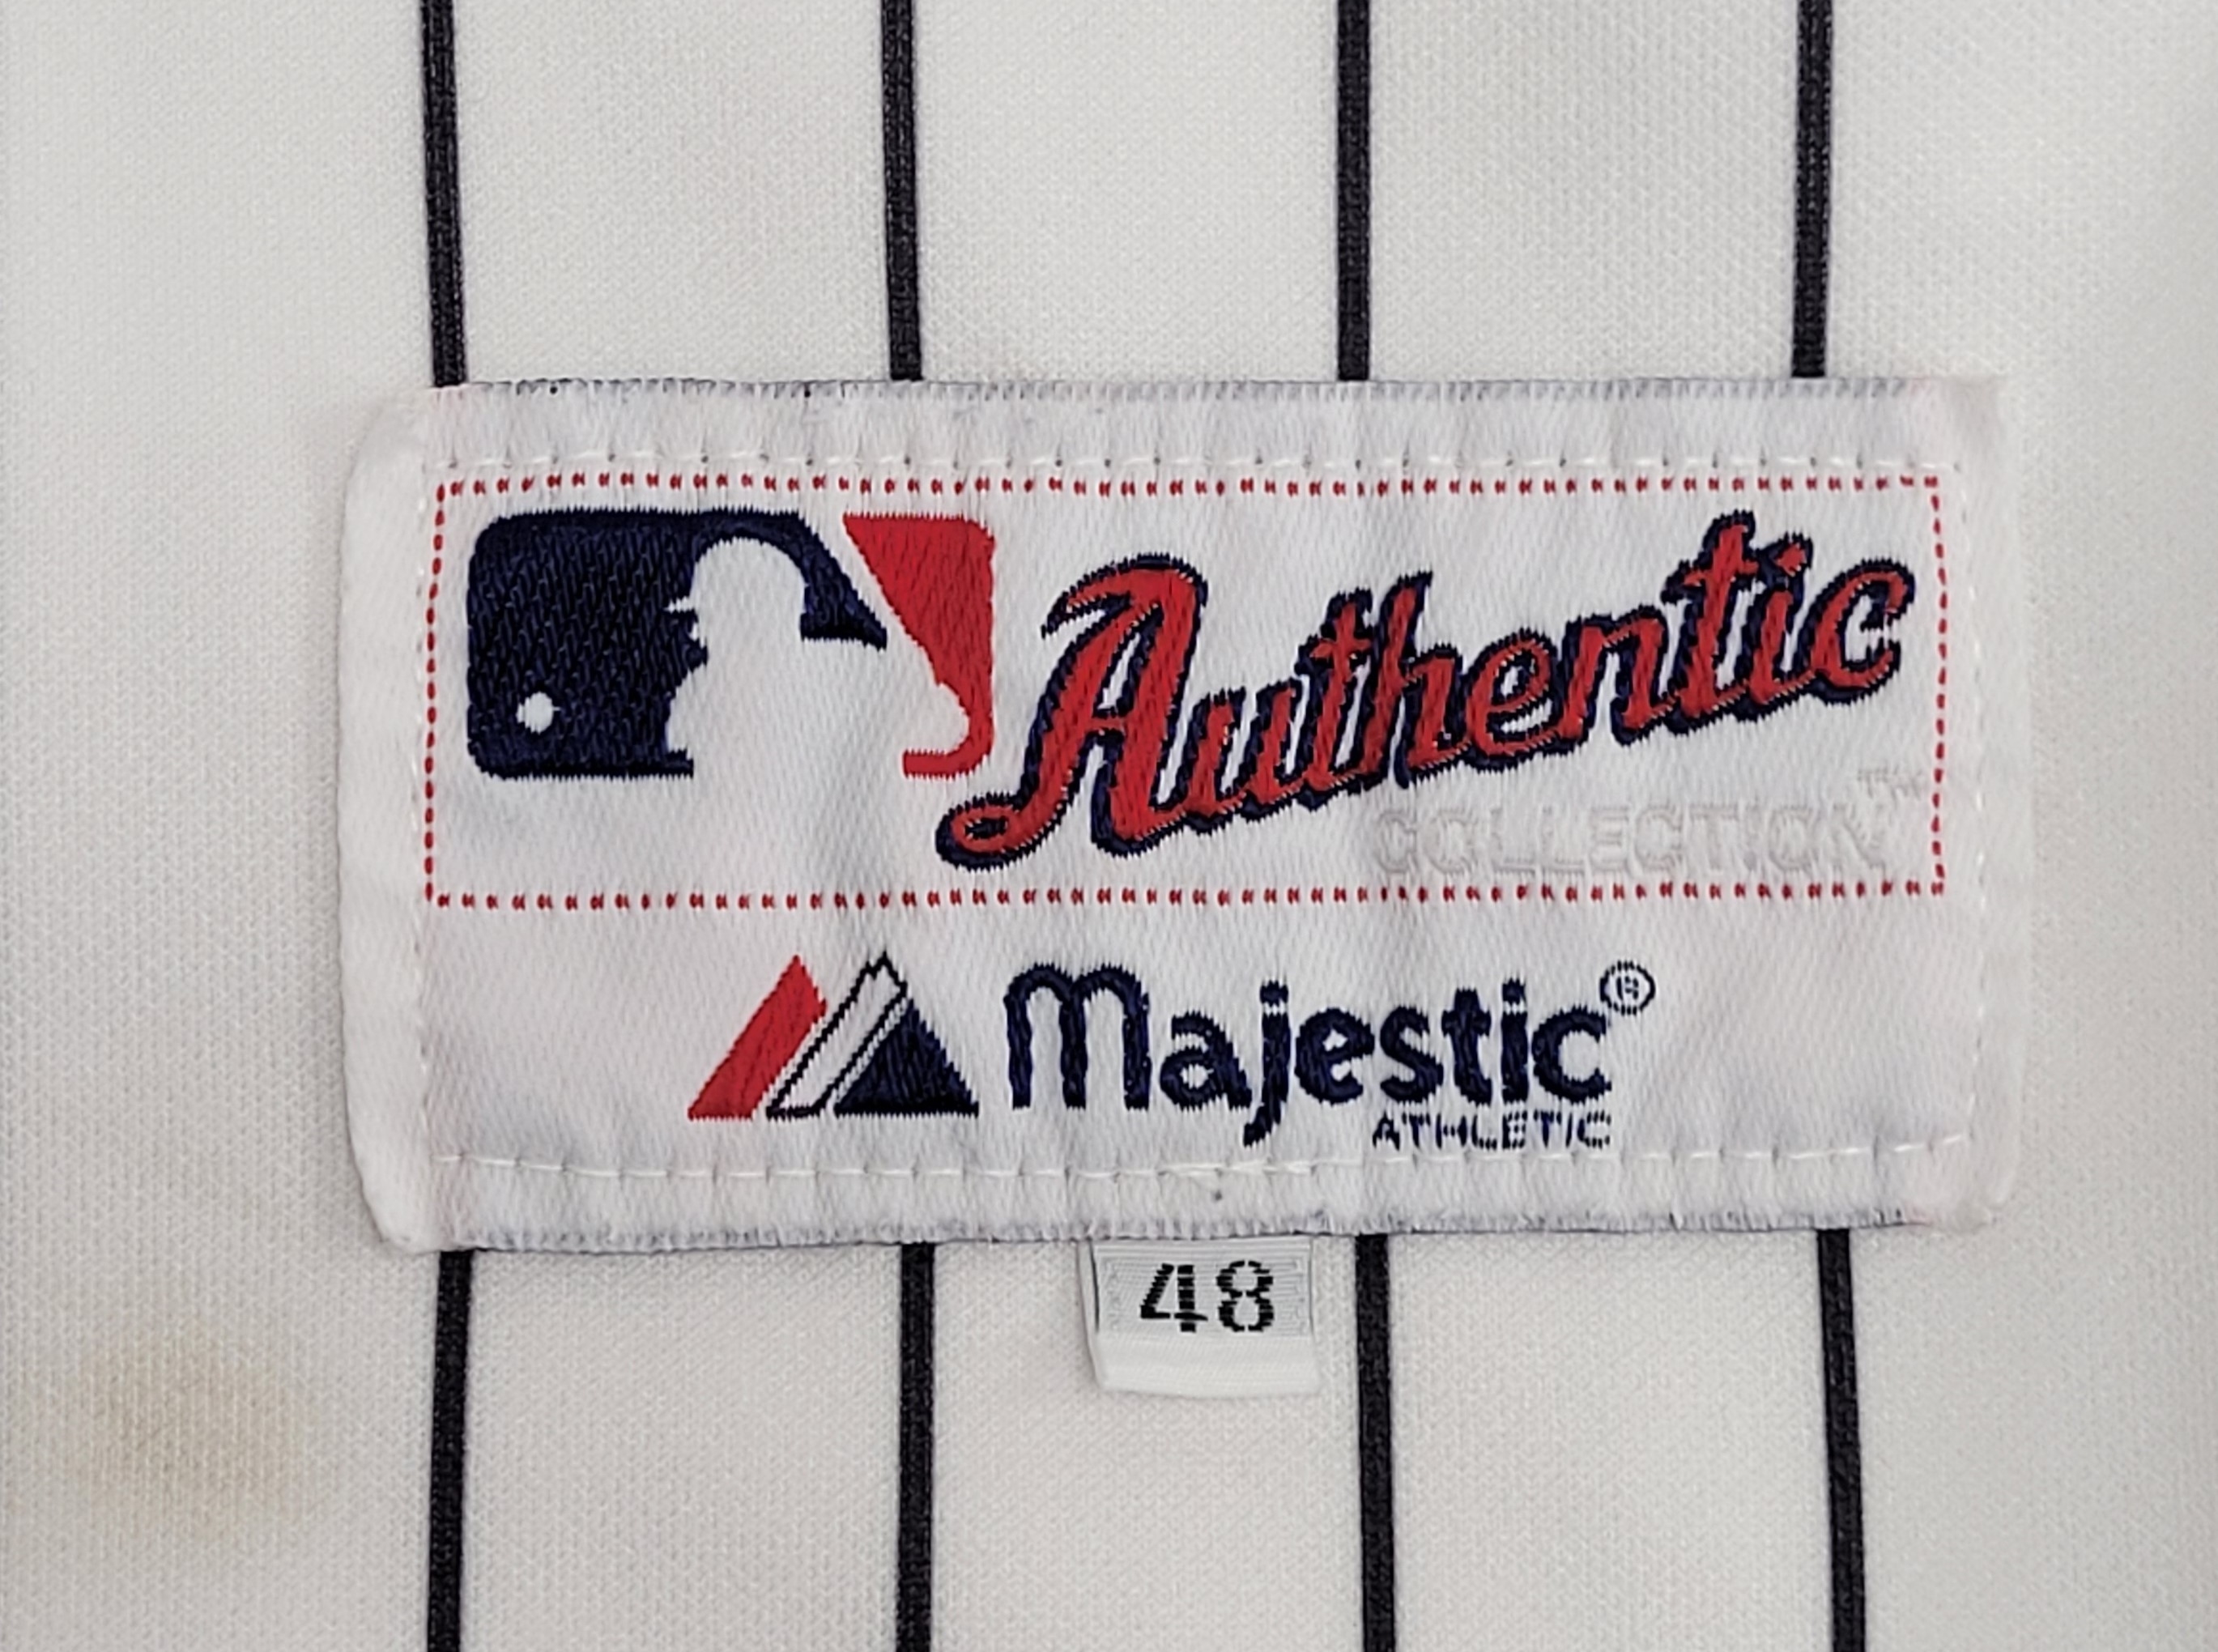 Authentic
COLLECTION™
Majestic®
ATHLETIC
48